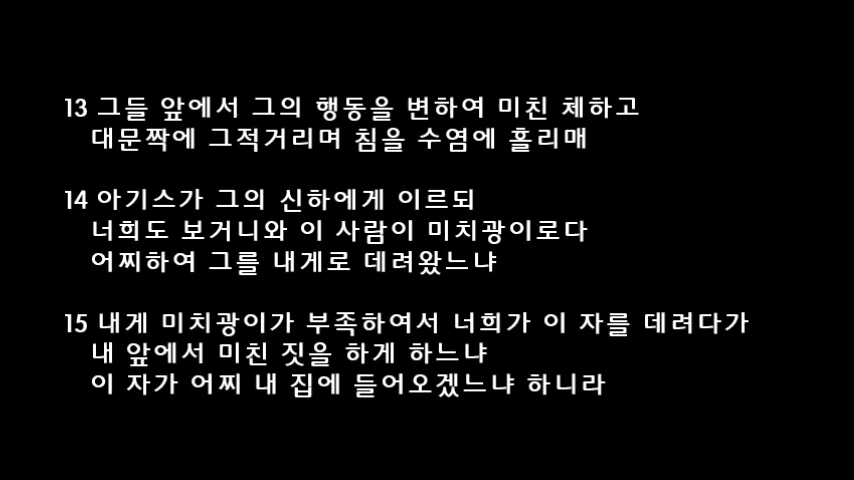 13 그들 앞에서 그의 행동을 변하여 미친 체하고
대문짝에 그적거리며 침을 수염에 흘리매
14 아기스가 그의 신하에게 이르되
너희도 보거니와 이 사람이 미치광이로다
어찌하여 그를 내게로 데려왔느냐
15 내게 미치광이가 부족하여서 너희가 이 자를 데려다가
내 앞에서 미친 짓을 하게 하느냐
이 자가 어찌 내 집에 들어오겠느냐 하니라